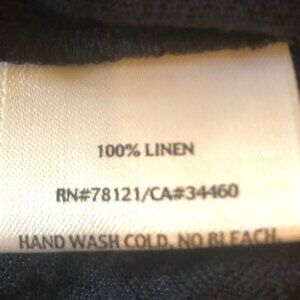 100% LINEN
RN#78121/CA#34460
HAND WASH COLD, NO BLEACH,